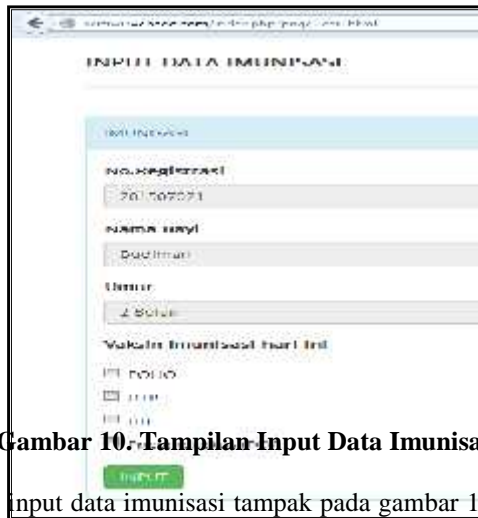 INPUT DATA IMUNISASI
IMUNISASI
No.Registrasi
201507021
Nama Bayi
Budiman
Umur
2 Bulan
Vaksin Imunisasi Hari Ini
POLIO
Gambar 10. Tampilan Input Data Imunisa
INPUT
input data imunisasi tampak pada gambar 1